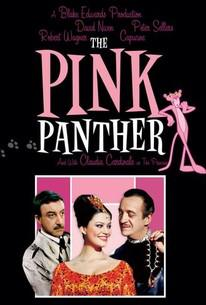 A Blake Edwards Production
David Niven Peter Sellers
Robert Wagner Capucine
THE
PINK
PANTHER
And With Claudia Cardinale as The Princess